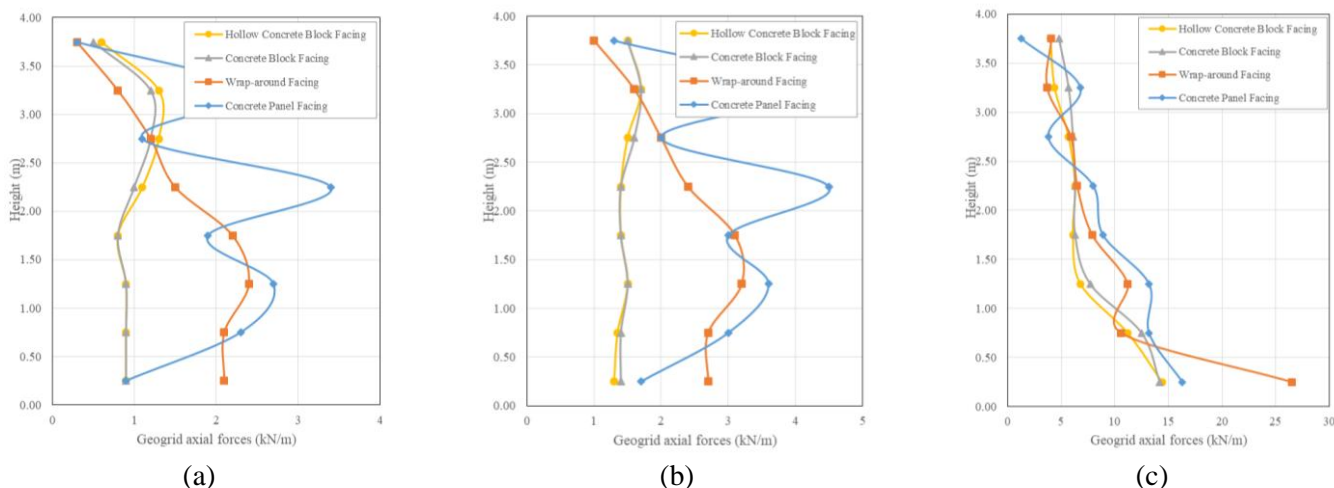 4.00
3.50
3.00
2.50
2.00
1.50
1.00
0.50
0.00
Height (m)
0
1
2
3
4
Geogrid axial forces (kN/m)
Hollow Concrete Block Facing
Concrete Block Facing
Wrap-around Facing
Concrete Panel Facing
(a)
4.00
3.50
3.00
2.50
2.00
1.50
1.00
0.50
0.00
Height (m)
0
1
2
3
4
5
Geogrid axial forces (kN/m)
Hollow Concrete Block Facing
Concrete Block Facing
Wrap-around Facing
Concrete Panel Facing
(b)
4.00
3.50
3.00
2.50
2.00
1.50
1.00
0.50
0.00
Height (m)
0
5
10
15
20
25
30
Geogrid axial forces (kN/m)
Hollow Concrete Block Facing
Concrete Block Facing
Wrap-around Facing
Concrete Panel Facing
(c)